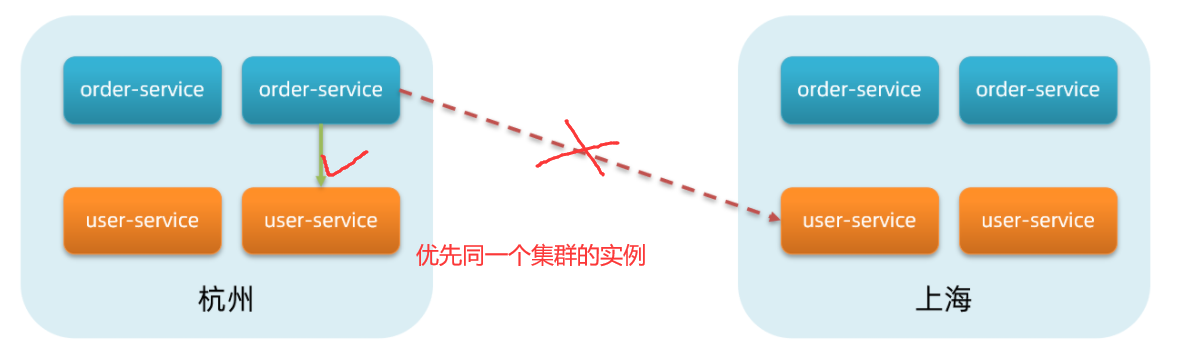 order-service
order-service
order-service
order-service
user-service
user-service
user-service
user-service
优先同一个集群的实例
杭州
上海